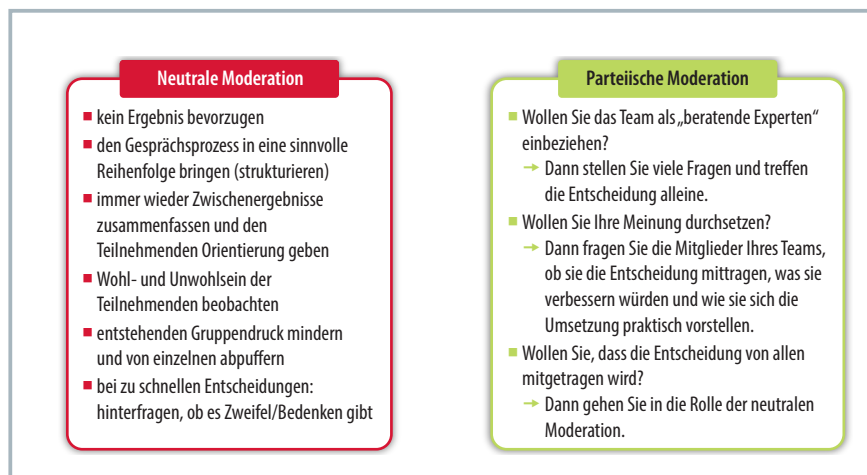 Neutrale Moderation
■ kein Ergebnis bevorzugen
■ den Gesprächsprozess in eine sinnvolle
Reihenfolge bringen (strukturieren)
■ immer wieder Zwischenergebnisse
zusammenfassen und den
Teilnehmenden Orientierung geben
■ Wohl- und Unwohlsein der
Teilnehmenden beobachten
■ entstehenden Gruppendruck mindern
und von einzelnen abpuffern
■ bei zu schnellen Entscheidungen:
hinterfragen, ob es Zweifel/Bedenken gibt
Parteiische Moderation
■ Wollen Sie das Team als „beratende Experten“
einbeziehen?
→ Dann stellen Sie viele Fragen und treffen
die Entscheidung alleine.
■ Wollen Sie Ihre Meinung durchsetzen?
→ Dann fragen Sie die Mitglieder Ihres Teams,
ob sie die Entscheidung mittragen, was sie
verbessern würden und wie sie sich die
Umsetzung praktisch vorstellen.
■ Wollen Sie, dass die Entscheidung von allen
mitgetragen wird?
→ Dann gehen Sie in die Rolle der neutralen
Moderation.